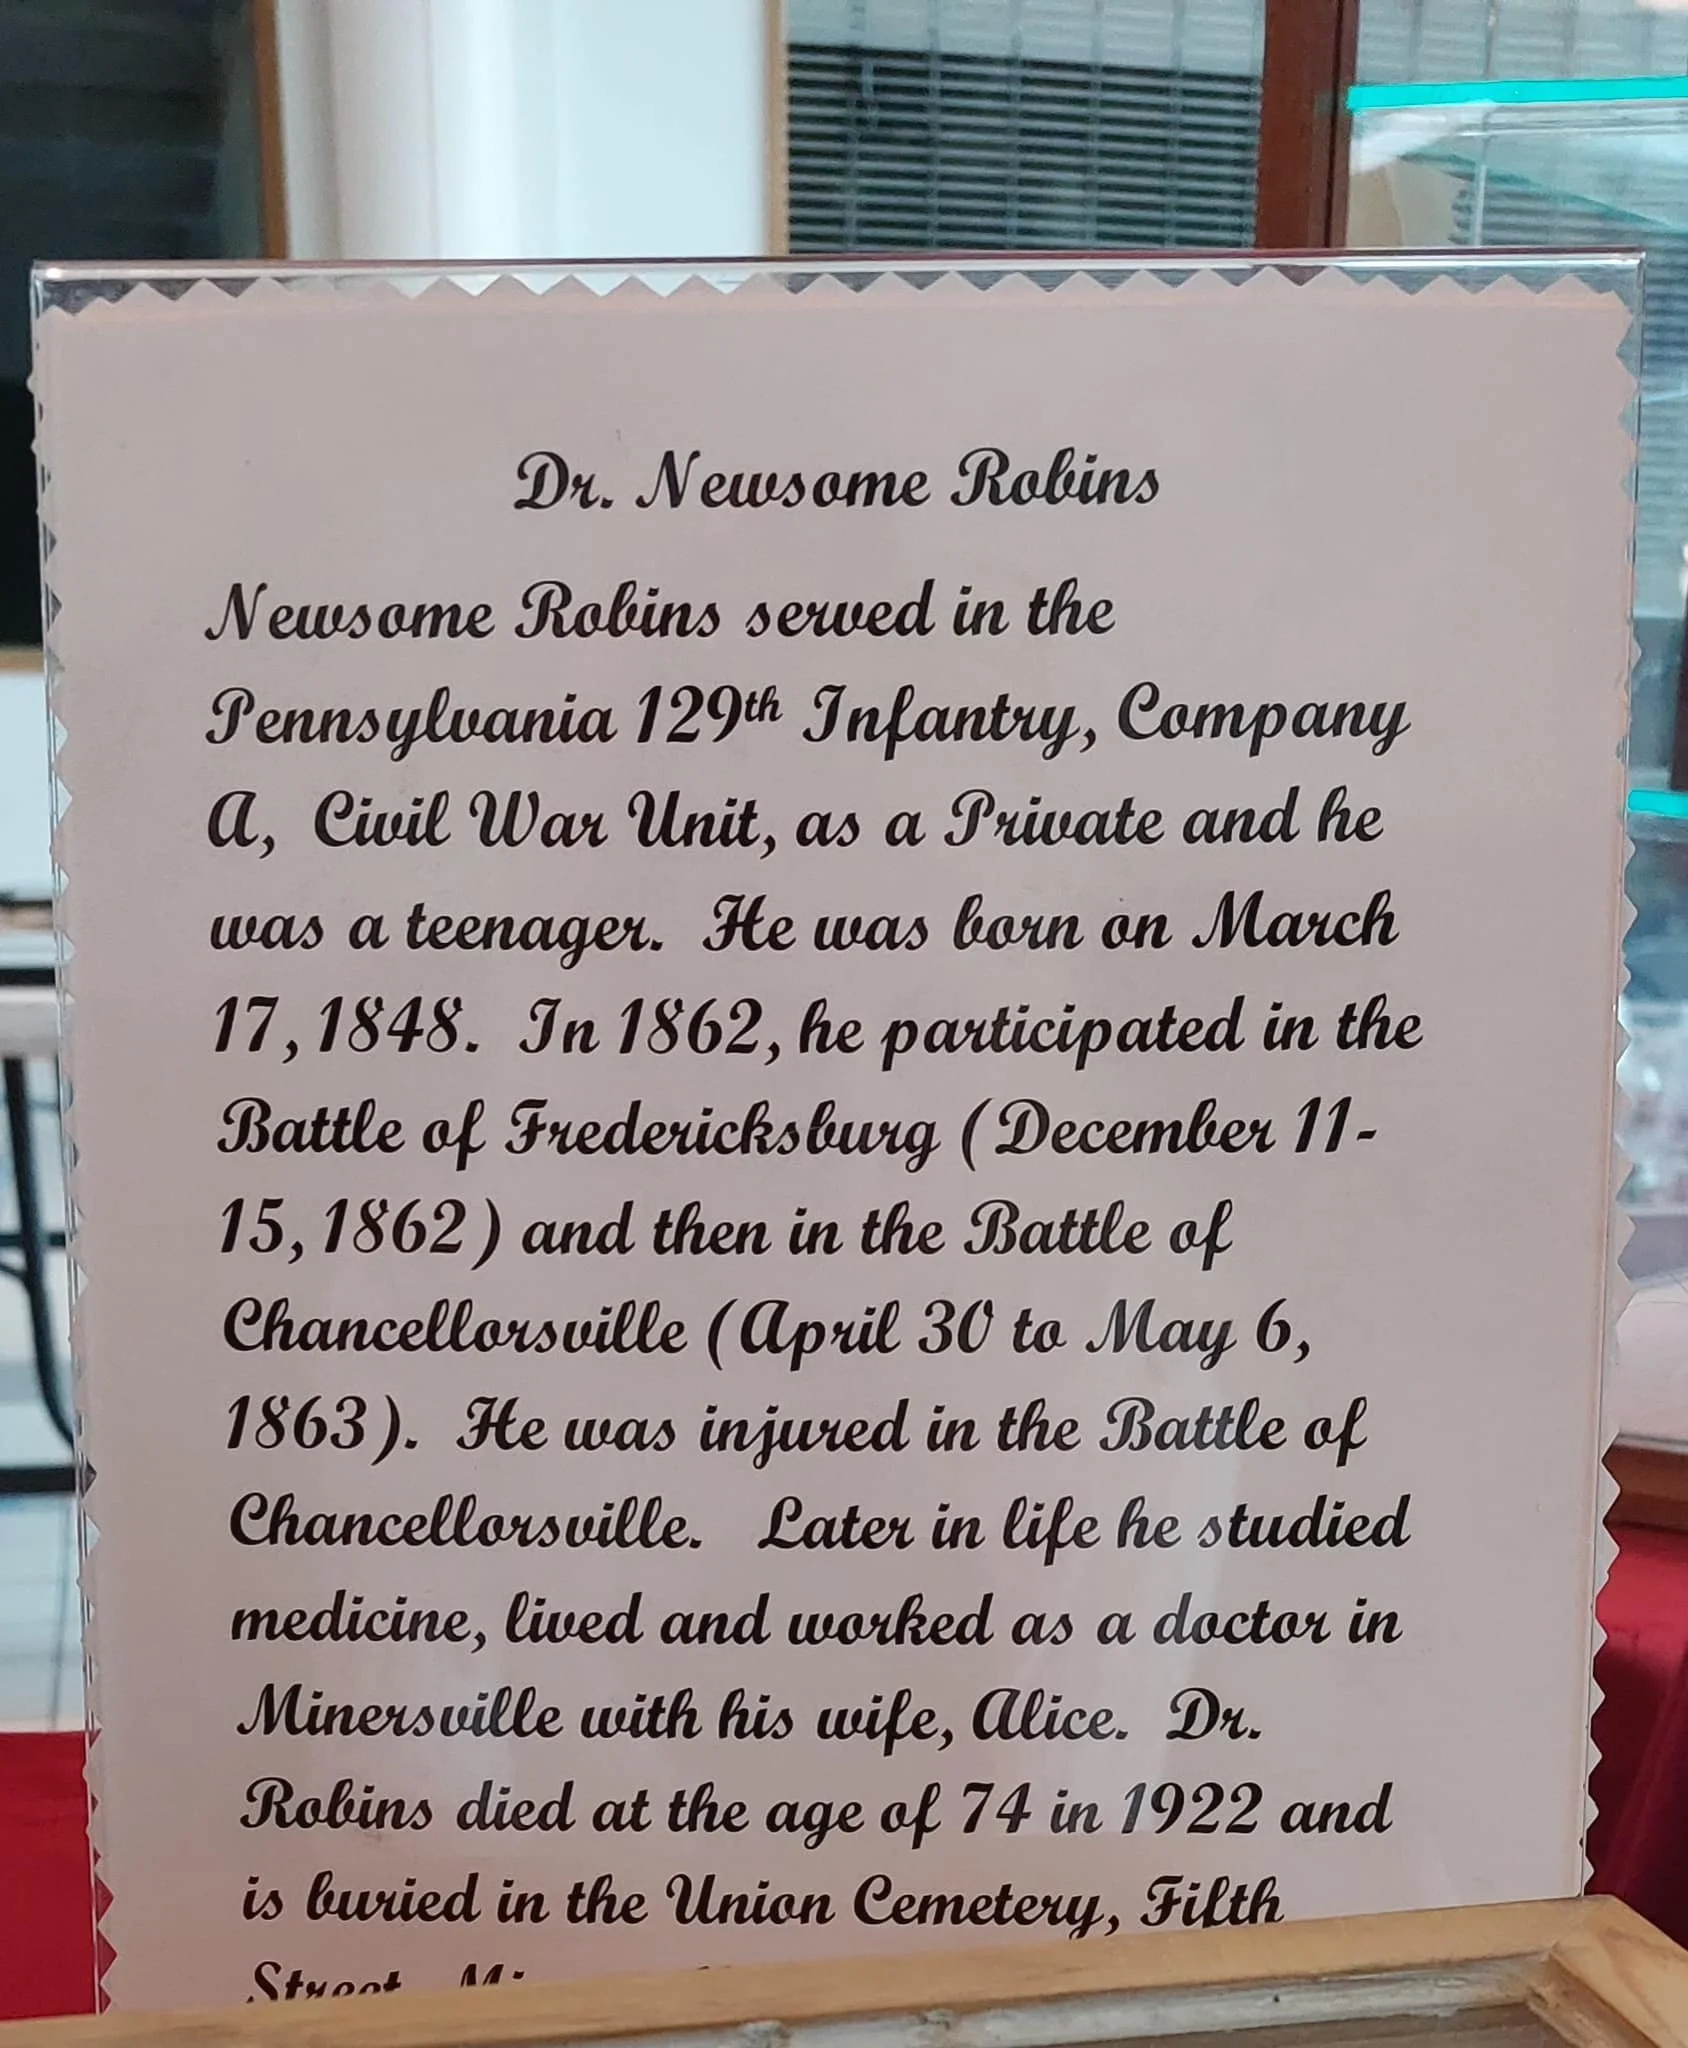 Dr. Newsome Robins
Newsome Robins served in the
Pennsylvania 129th Infantry, Company
A, Civil War Unit, as a Private and he
was a teenager. He was born on March
17, 1848. In 1862, he participated in the
Battle of Fredericksburg (December 11-
15, 1862) and then in the Battle of
Chancellorsville (April 30 to May 6,
1863). He was injured in the Battle of
Chancellorsville. Later in life he studied
medicine, lived and worked as a doctor in
Minersville with his wife, Alice. Dr.
Robins died at the age of 74 in 1922 and
is buried in the Union Cemetery, Fifth
Street